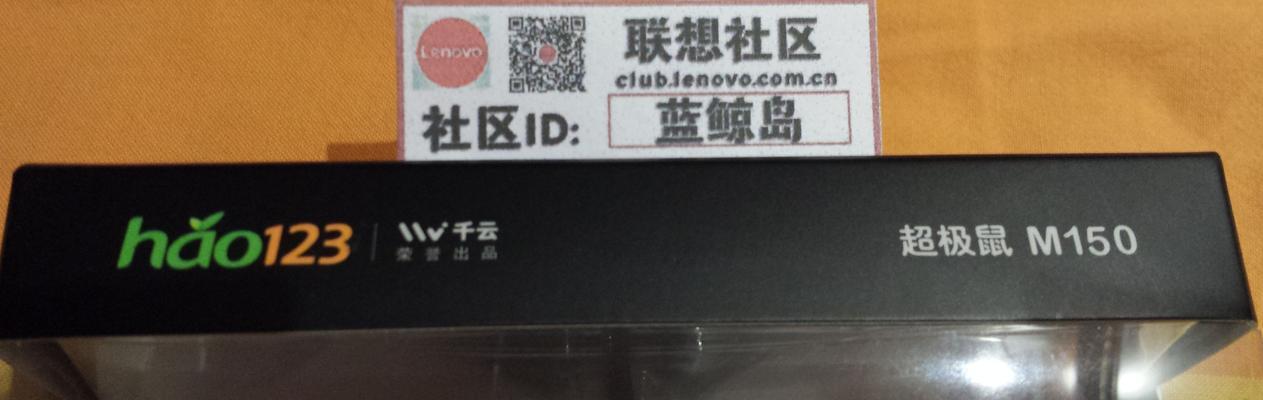 Lenovo
联想社区
club.lenovo.com.cn
社区ID: 蓝鲸岛
hao123 千云
荣誉出品
超极鼠 M150